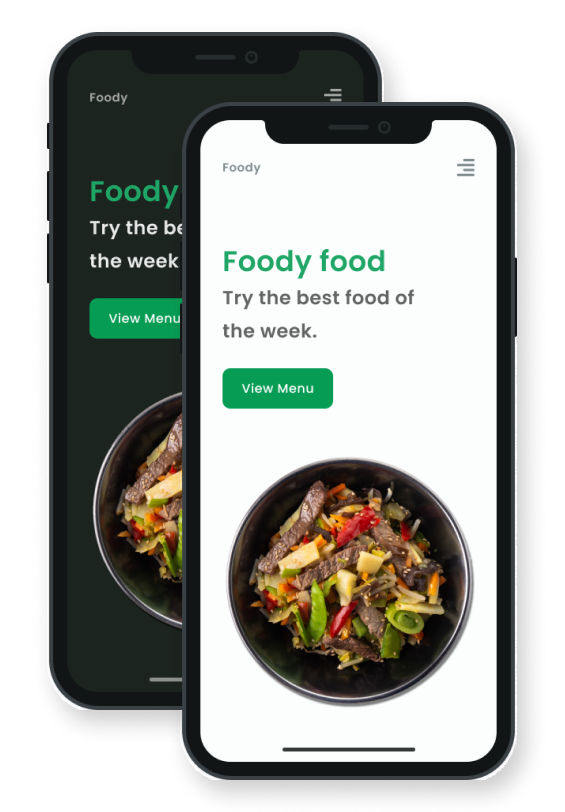 Foody
Foody
Try the be
the week
View Menu
Foody
Foody food
Try the best food of
the week.
View Menu